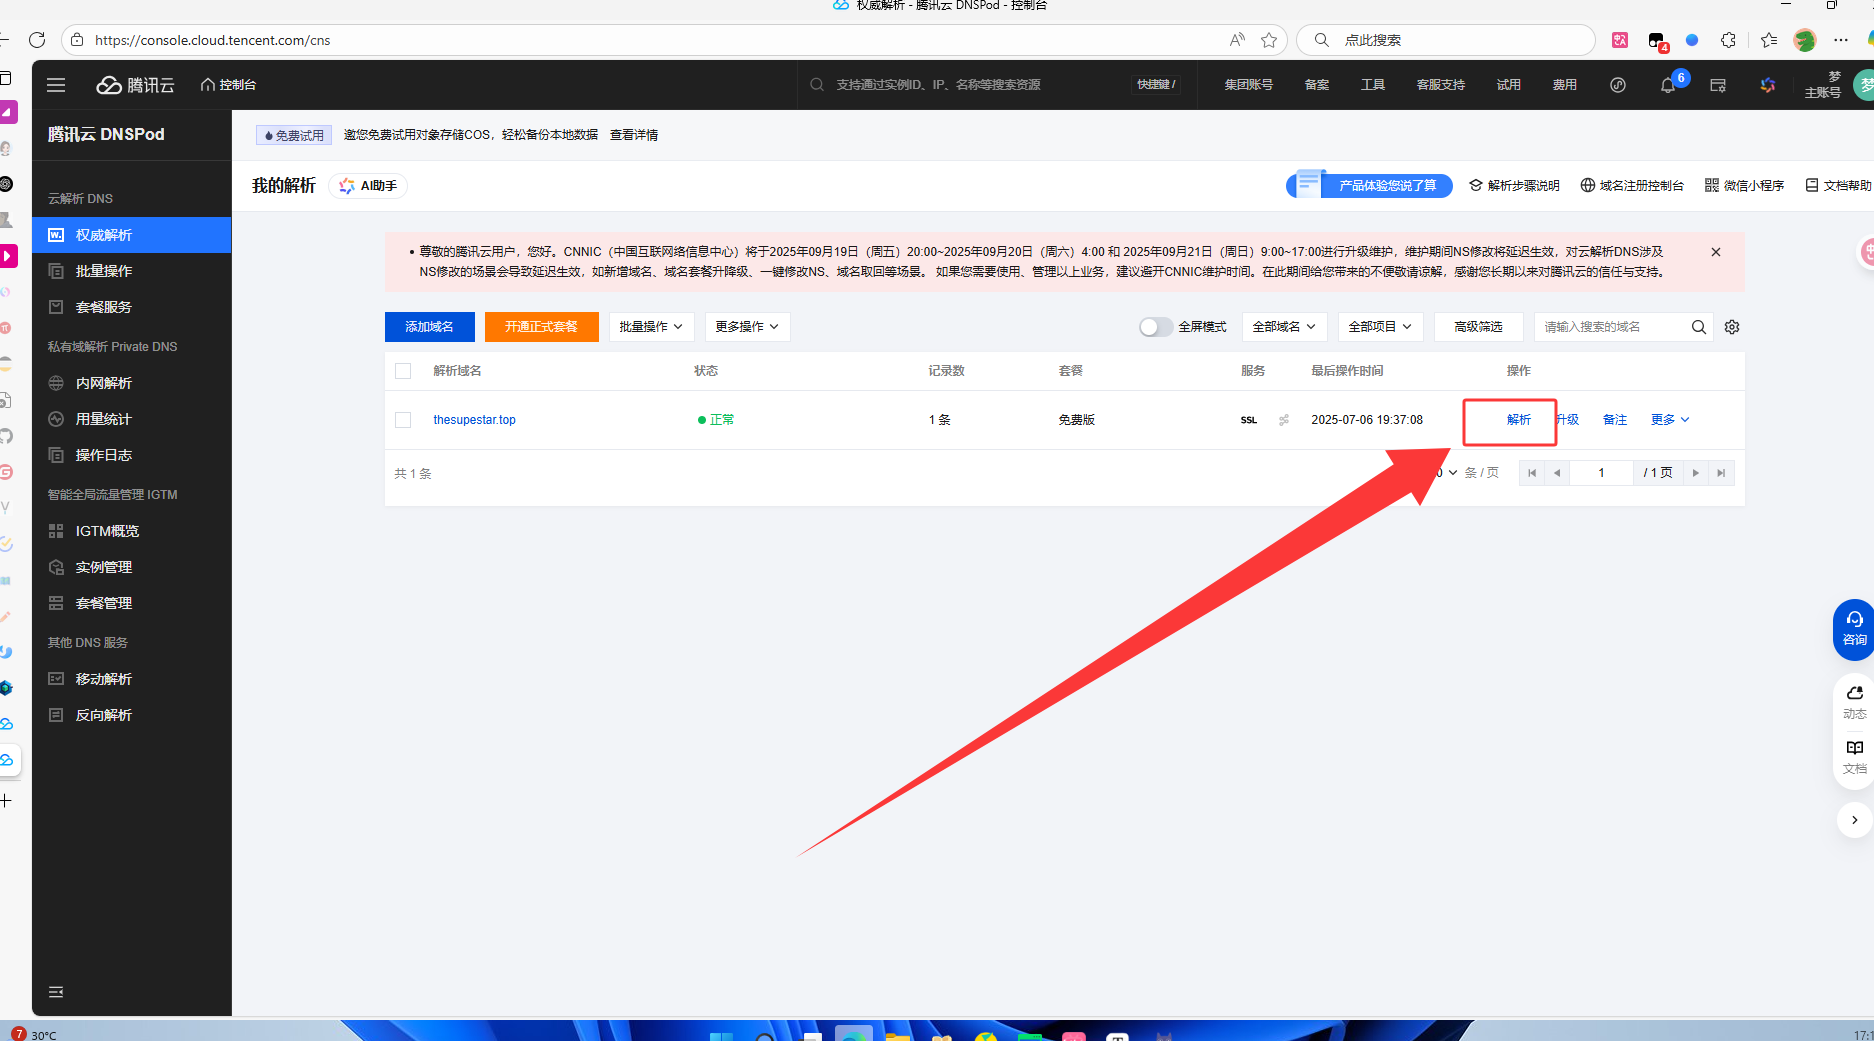 权威解析 - 腾讯云 DNSPod - 控制台
https://console.cloud.tencent.com/cns
点此搜索
4
腾讯云
控制台
支持通过实例ID、IP、名称等搜索资源
快捷键 /
集团账号
备案
工具
客服支持
试用
费用
6
梦
主账号
梦
腾讯云 DNSPod
云解析 DNS
权威解析
批量操作
套餐服务
私有域解析 Private DNS
内网解析
用量统计
操作日志
智能全局流量管理 IGTM
IGTM概览
实例管理
套餐管理
其他 DNS 服务
移动解析
反向解析
免费试用
邀您免费试用对象存储COS，轻松备份本地数据 查看详情
我的解析
AI助手
产品体验您说了算
解析步骤说明
域名注册控制台
微信小程序
文档帮助
• 尊敬的腾讯云用户，您好。CNNIC（中国互联网络信息中心）将于2025年09月19日（周五）20:00~2025年09月20日（周六）4:00 和 2025年09月21日（周日）9:00~17:00进行升级维护，维护期间NS修改将延迟生效，对云解析DNS涉及
NS修改的场景会导致延迟生效，如新增域名、域名套餐升降级、一键修改NS、域名取回等场景。 如果您需要使用、管理以上业务，建议避开CNNIC维护时间。在此期间给您带来的不便敬请谅解，感谢您长期以来对腾讯云的信任与支持。
添加域名
开通正式套餐
批量操作
更多操作
全屏模式
全部域名
全部项目
高级筛选
请输入搜索的域名
解析域名 状态 记录数 套餐 服务 最后操作时间 操作
thesupestar.top 正常 1 条 免费版 SSL 2025-07-06 19:37:08 解析 升级 备注 更多
共 1 条
0 条 / 页
1 / 1 页
咨询
动态
文档
7
30°C